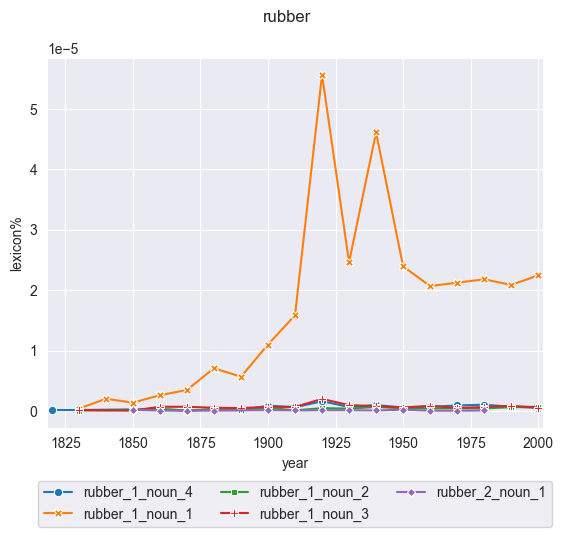 rubber
1e−5
5
4
3
2
1
0
lexicon%
1825 1850 1875 1900 1925 1950 1975 2000
year
rubber_1_noun_4 rubber_1_noun_2 rubber_2_noun_1
rubber_1_noun_1 rubber_1_noun_3